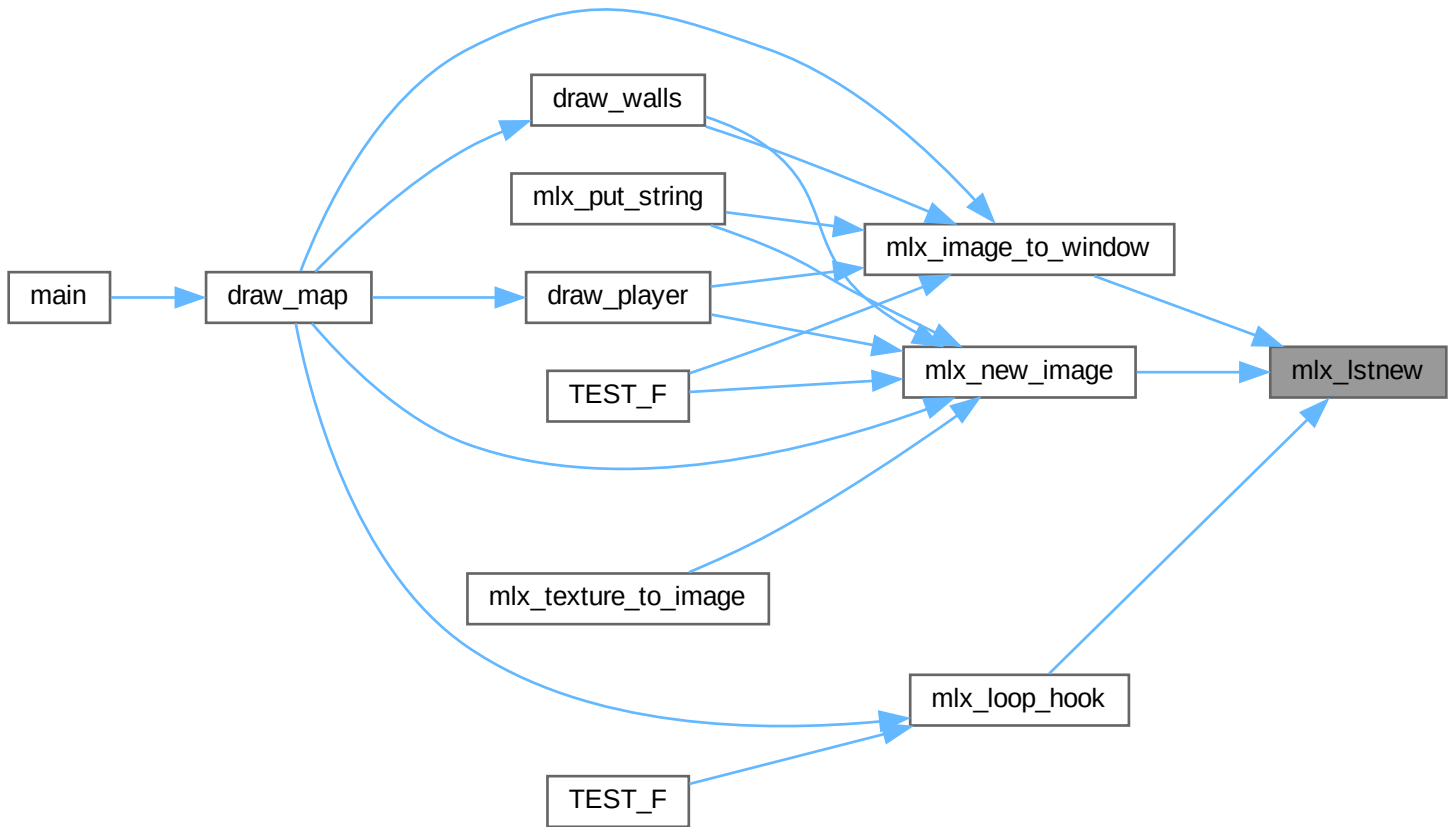 draw_walls
mlx_put_string
mlx_image_to_window
main
draw_map
draw_player
mlx_new_image
mlx_lstnew
TEST_F
mlx_texture_to_image
mlx_loop_hook
TEST_F